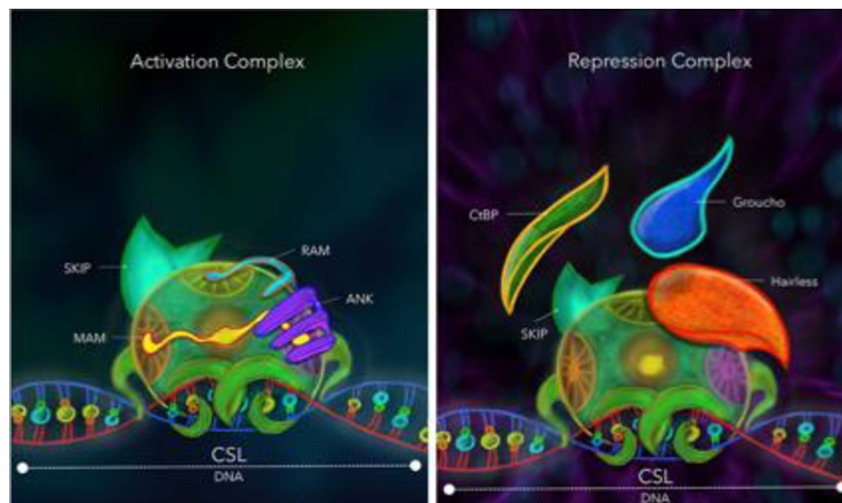 Activation Complex
SKIP
RAM
ANK
MAM
CSL
DNA
Repression Complex
CtBP
Groucho
Hairless
SKIP
CSL
DNA